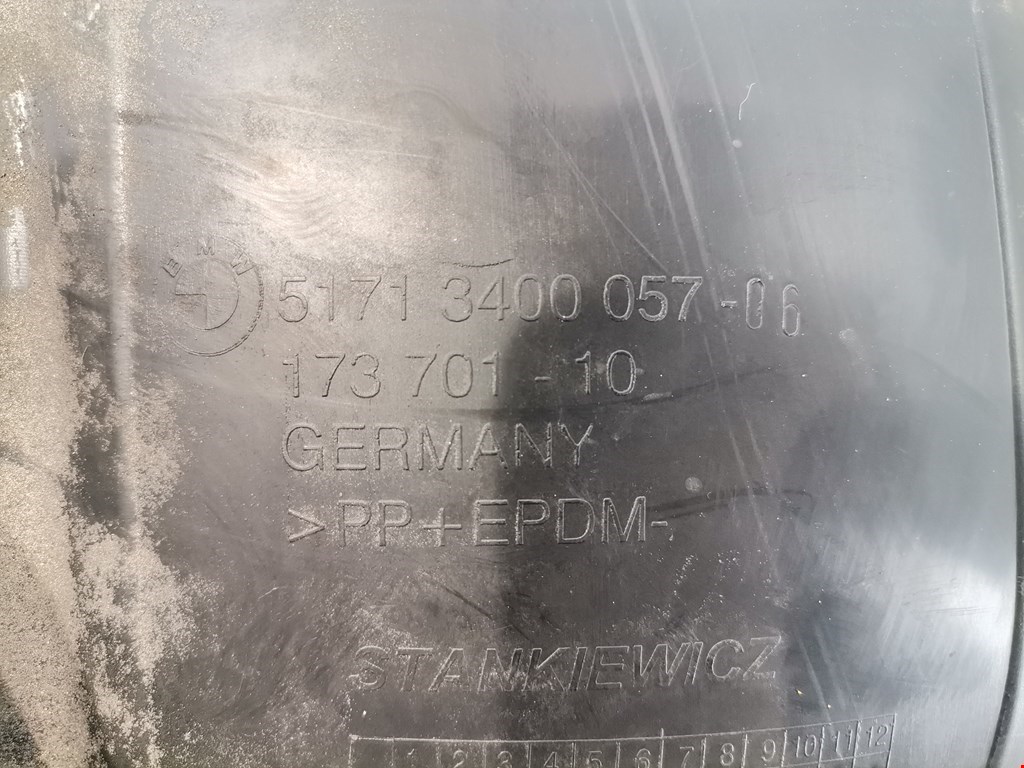 BMW
5171 3400 057-06
173 701 - 10
GERMANY
>PP+EPDM-
STANKIEWICZ
1 2 3 4 5 6 7 8 9 10 11 12